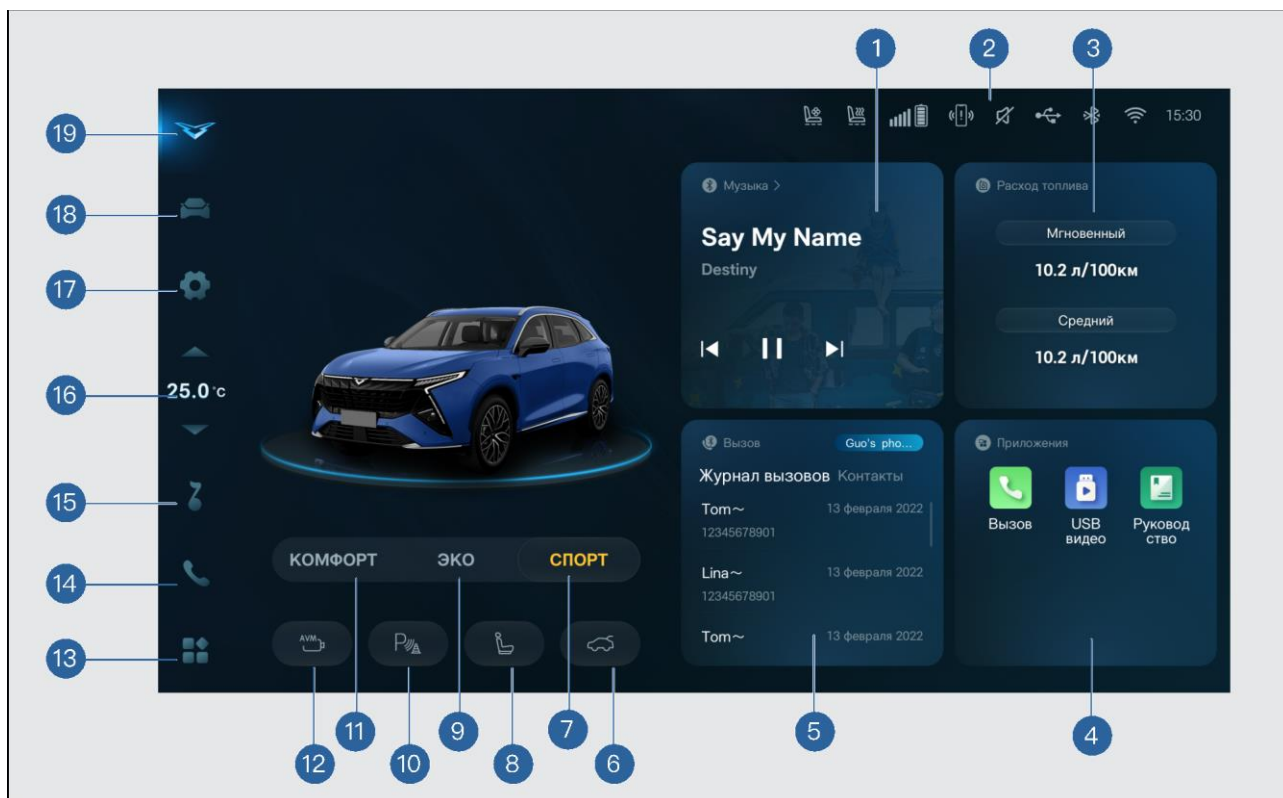 1
2
3
19
15:30
Музыка >
Расход топлива
18
Say My Name
Мгновенный
Destiny
10.2 л/100км
17
Средний
10.2 л/100км
16
25.0 °C
Вызов
Guo's pho...
Приложения
Журнал вызовов Контакты
Tom~ 13 февраля 2022
12345678901
Вызов
USB
видео
Руковод
ство
15
КОМФОРТ ЭКО СПОРТ
14
Lina~ 13 февраля 2022
12345678901
Tom~ 13 февраля 2022
AVM
P
13
12
11
10
9
8
7
6
5
4